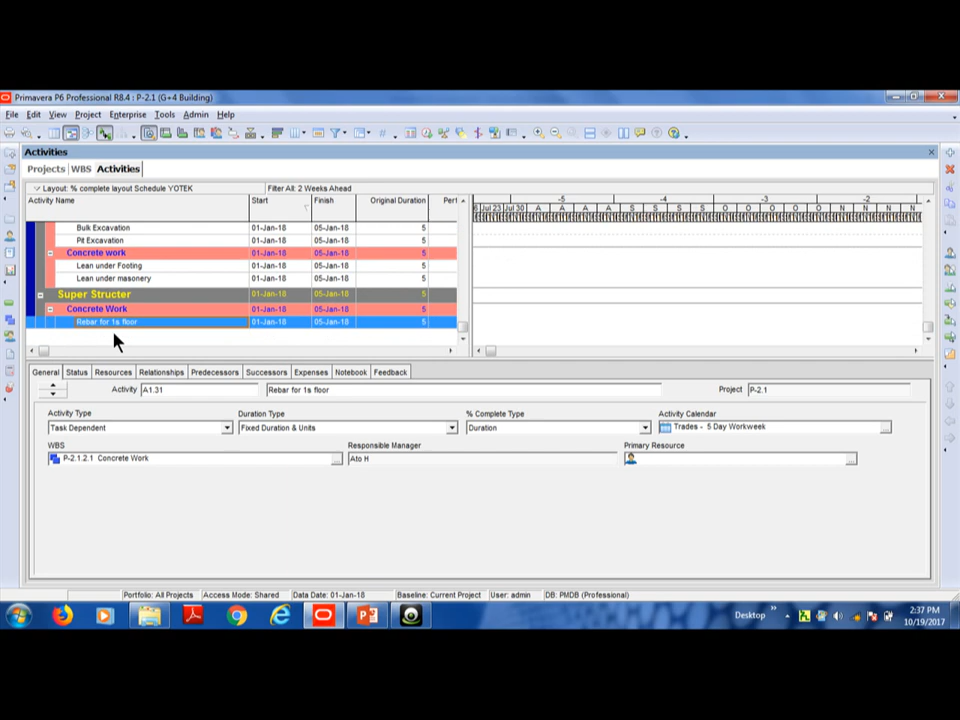 Primavera P6 Professional R8.4 : P-2.1 (G+4 Building)
File Edit View Project Enterprise Tools Admin Help
Activities
Projects WBS Activities
Layout: % complete layout Schedule YOTEK Filter All: 2 Weeks Ahead
Activity Name Start Finish Original Duration
-5 -4 -3 -2
Jul 23 Jul 30 A A A A S S S O O O O O N N N
Bulk Excavation 01-Jan-18 05-Jan-18 5
Pit Excavation 01-Jan-18 05-Jan-18 5
Concrete work 01-Jan-18 05-Jan-18 5
Lean under Footing 01-Jan-18 05-Jan-18 5
Lean under masonery 01-Jan-18 05-Jan-18 5
Super Structer 01-Jan-18 05-Jan-18 5
Concrete Work 01-Jan-18 05-Jan-18 5
Rebar for 1s floor 01-Jan-18 05-Jan-18 5
General Status Resources Relationships Predecessors Successors Expenses Notebook Feedback
Activity A1.31 Rebar for 1s floor Project P-2.1
Activity Type Duration Type % Complete Type Activity Calendar
Task Dependent Fixed Duration & Units Duration Trades - 5 Day Workweek
WBS Responsible Manager Primary Resource
P-2.1.2.1 Concrete Work Ato H
Portfolio: All Projects Access Mode: Shared Data Date: 01-Jan-18 Baseline: Current Project User: admin DB: PMDB (Professional)
Desktop 2:37 PM
10/19/2017